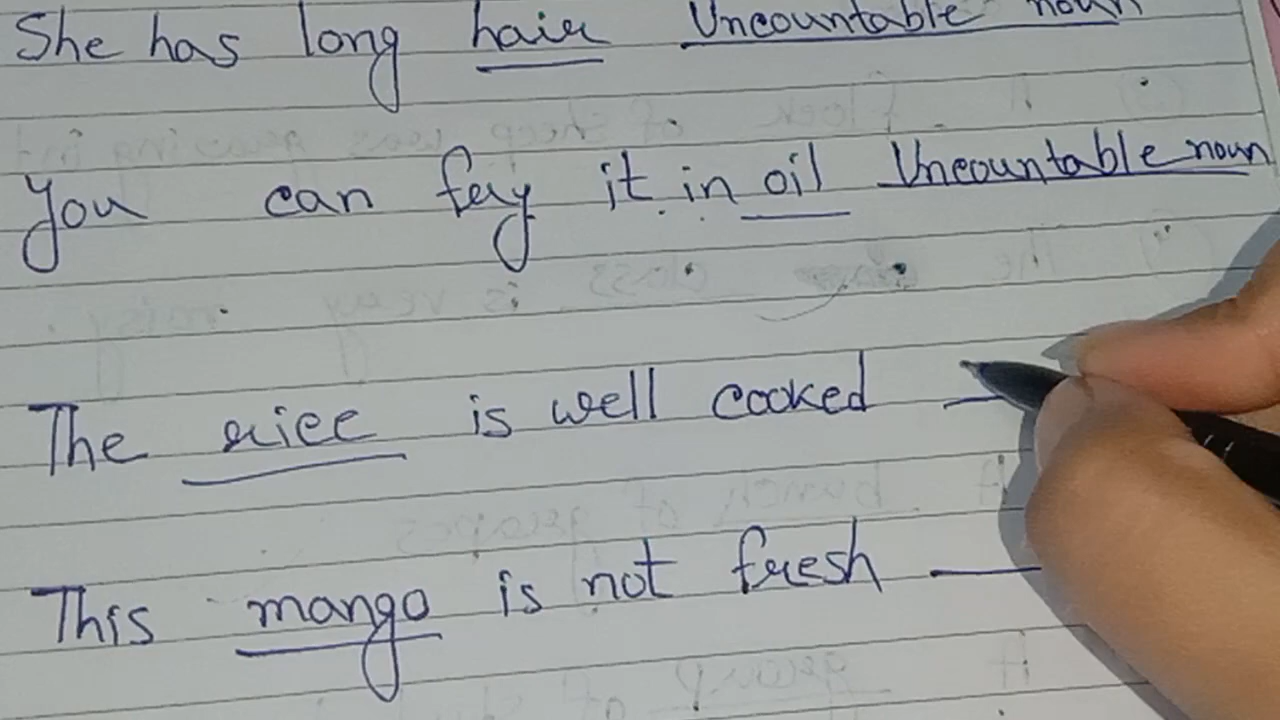 She has long hair Uncountable noun
You can fry it in oil Uncountable noun
The rice is well cooked
This mango is not fresh